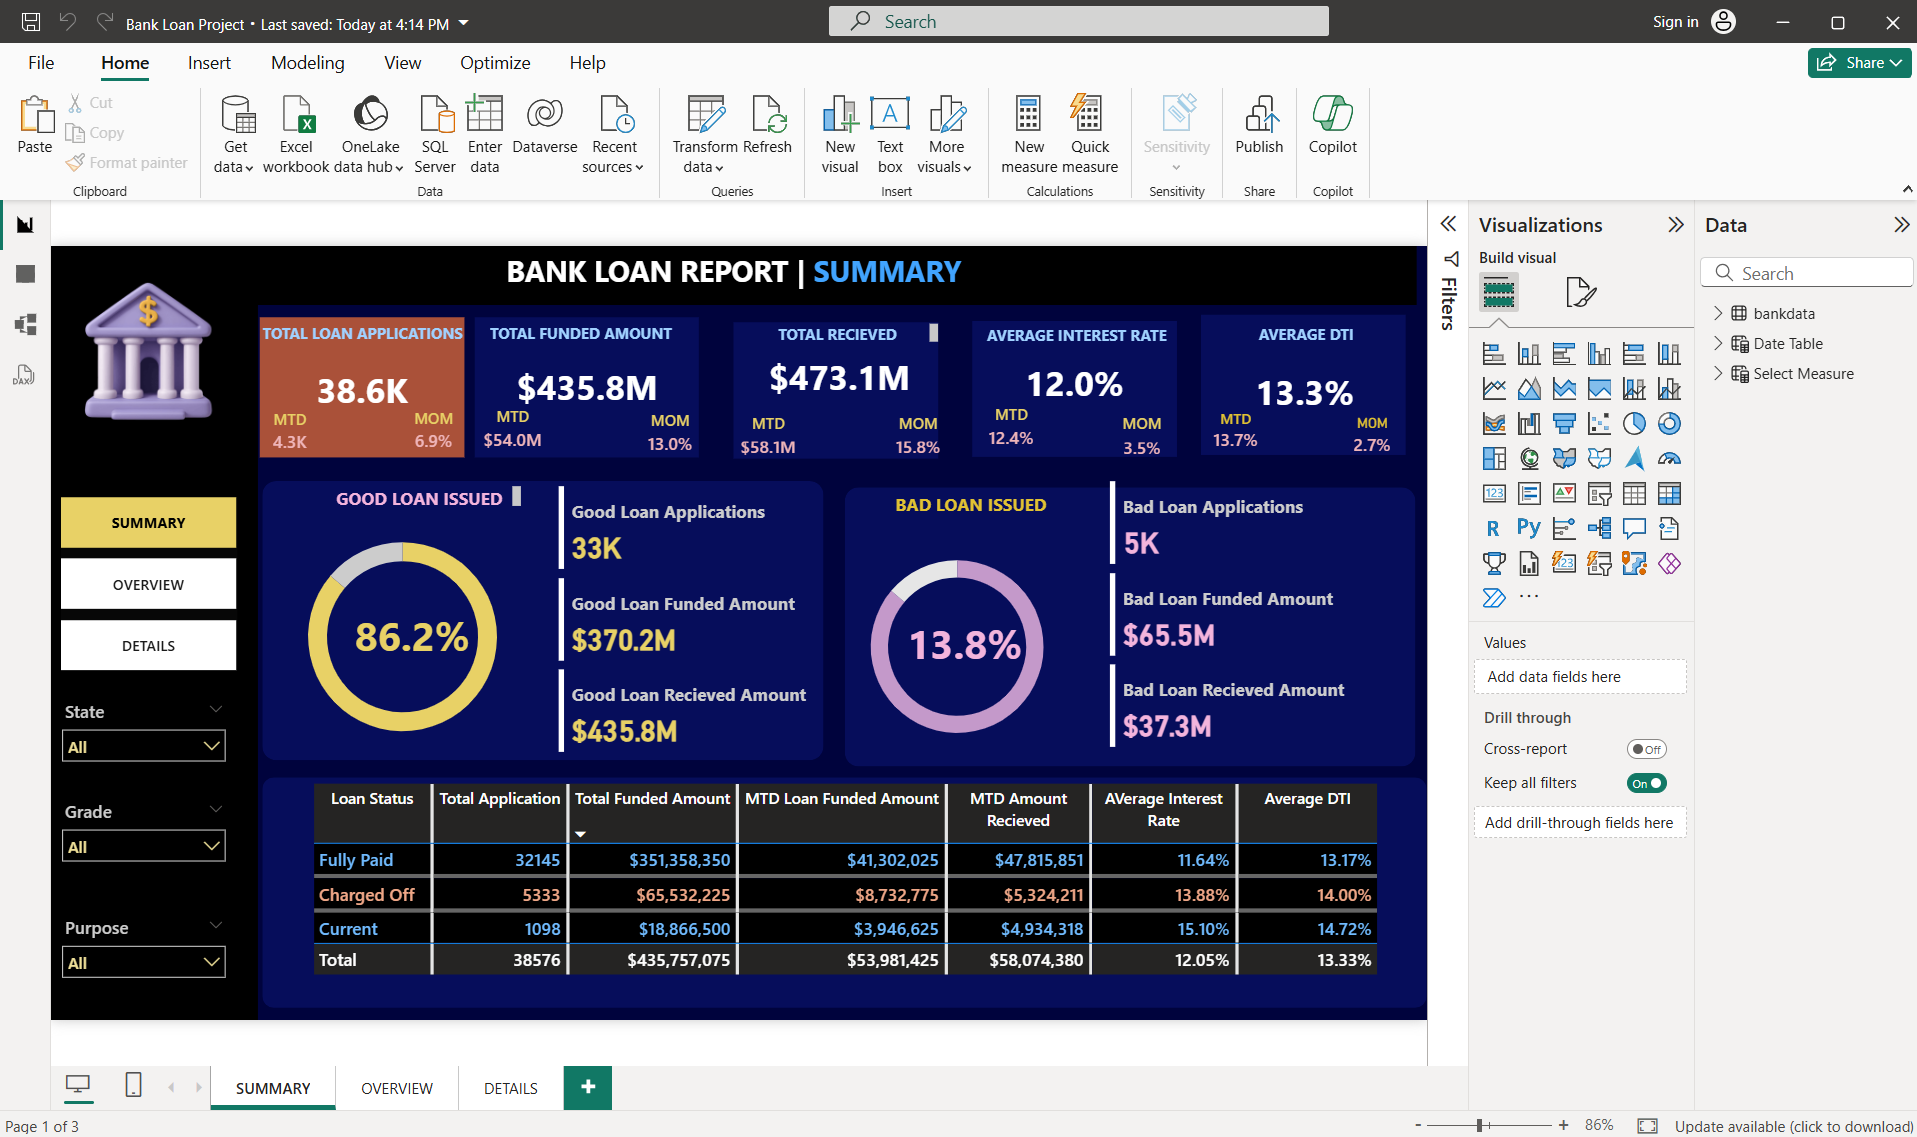 Bank Loan Project • Last saved: Today at 4:14 PM
Search
Sign in
File
Home
Insert
Modeling
View
Optimize
Help
Share
Paste
Cut
Copy
Format painter
Clipboard
Get data
Excel workbook
OneLake data hub
SQL Server
Enter data
Dataverse
Recent sources
Data
Transform data
Refresh
Queries
New visual
Text box
More visuals
Insert
New measure
Quick measure
Calculations
Sensitivity
Sensitivity
Publish
Share
Copilot
Copilot
BANK LOAN REPORT | SUMMARY
TOTAL LOAN APPLICATIONS
38.6K
MTD
MOM
4.3K
6.9%
TOTAL FUNDED AMOUNT
$435.8M
MTD
MOM
$54.0M
13.0%
TOTAL RECIEVED
$473.1M
MTD
MOM
$58.1M
15.8%
AVERAGE INTEREST RATE
12.0%
MTD
MOM
12.4%
3.5%
AVERAGE DTI
13.3%
MTD
MOM
13.7%
2.7%
SUMMARY
OVERVIEW
DETAILS
State
All
Grade
All
Purpose
All
GOOD LOAN ISSUED
86.2%
Good Loan Applications
33K
Good Loan Funded Amount
$370.2M
Good Loan Recieved Amount
$435.8M
BAD LOAN ISSUED
13.8%
Bad Loan Applications
5K
Bad Loan Funded Amount
$65.5M
Bad Loan Recieved Amount
$37.3M
Loan Status Total Application Total Funded Amount MTD Loan Funded Amount MTD Amount Recieved AVerage Interest Rate Average DTI
Fully Paid 32145 $351,358,350 $41,302,025 $47,815,851 11.64% 13.17%
Charged Off 5333 $65,532,225 $8,732,775 $5,324,211 13.88% 14.00%
Current 1098 $18,866,500 $3,946,625 $4,934,318 15.10% 14.72%
Total 38576 $435,757,075 $53,981,425 $58,074,380 12.05% 13.33%
Filters
Visualizations
Build visual
123
R
Py
123
Values
Add data fields here
Drill through
Cross-report
Off
Keep all filters
On
Add drill-through fields here
Data
Search
bankdata
Date Table
Select Measure
DAX
SUMMARY
OVERVIEW
DETAILS
+
Page 1 of 3
- + 86%
Update available (click to download)